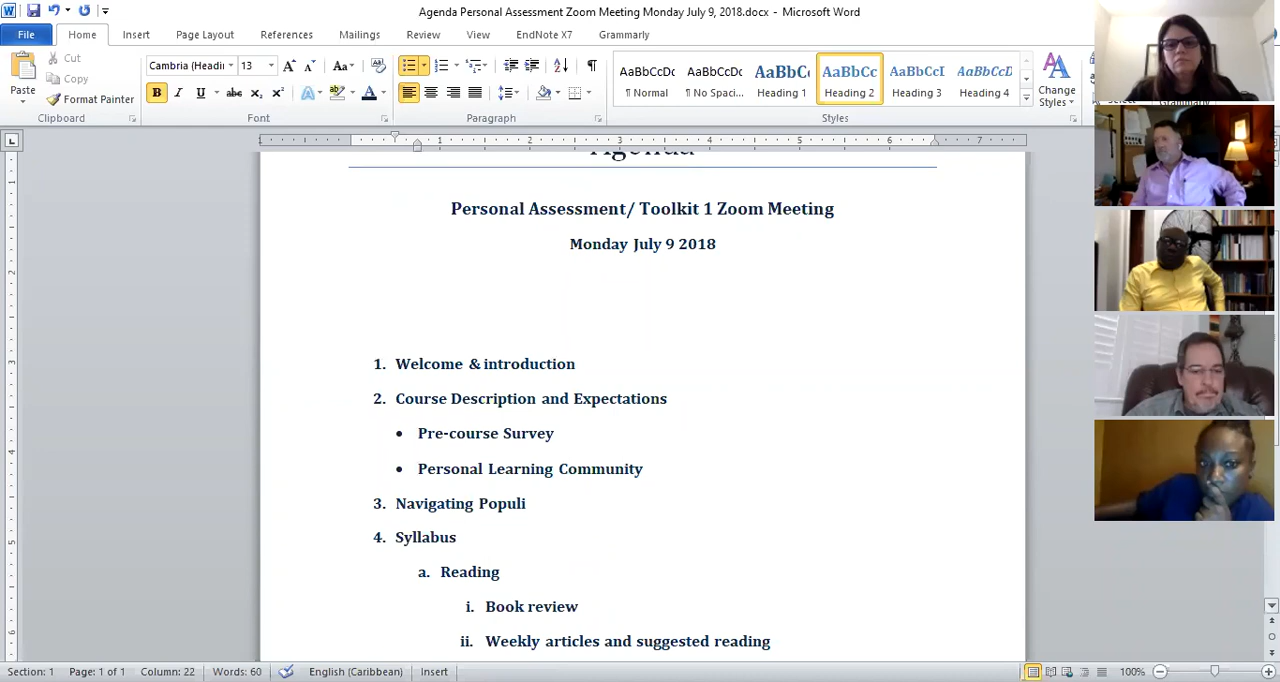 Agenda Personal Assessment Zoom Meeting Monday July 9, 2018.docx - Microsoft Word
File Home Insert Page Layout References Mailings Review View EndNote X7 Grammarly
Paste
Cut
Copy
Format Painter
Clipboard
Cambria (Headi 13
Font
Paragraph
AaBbCcDc AaBbCcDc AaBbC AaBbCc AaBbCcI AaBbCcD
¶ Normal ¶ No Spaci... Heading 1 Heading 2 Heading 3 Heading 4
Styles
Change
Styles
Agenda
Personal Assessment/ Toolkit 1 Zoom Meeting
Monday July 9 2018
1. Welcome & introduction
2. Course Description and Expectations
• Pre-course Survey
• Personal Learning Community
3. Navigating Populi
4. Syllabus
a. Reading
i. Book review
ii. Weekly articles and suggested reading
Section: 1 Page: 1 of 1 Column: 22 Words: 60 English (Caribbean) Insert 100%